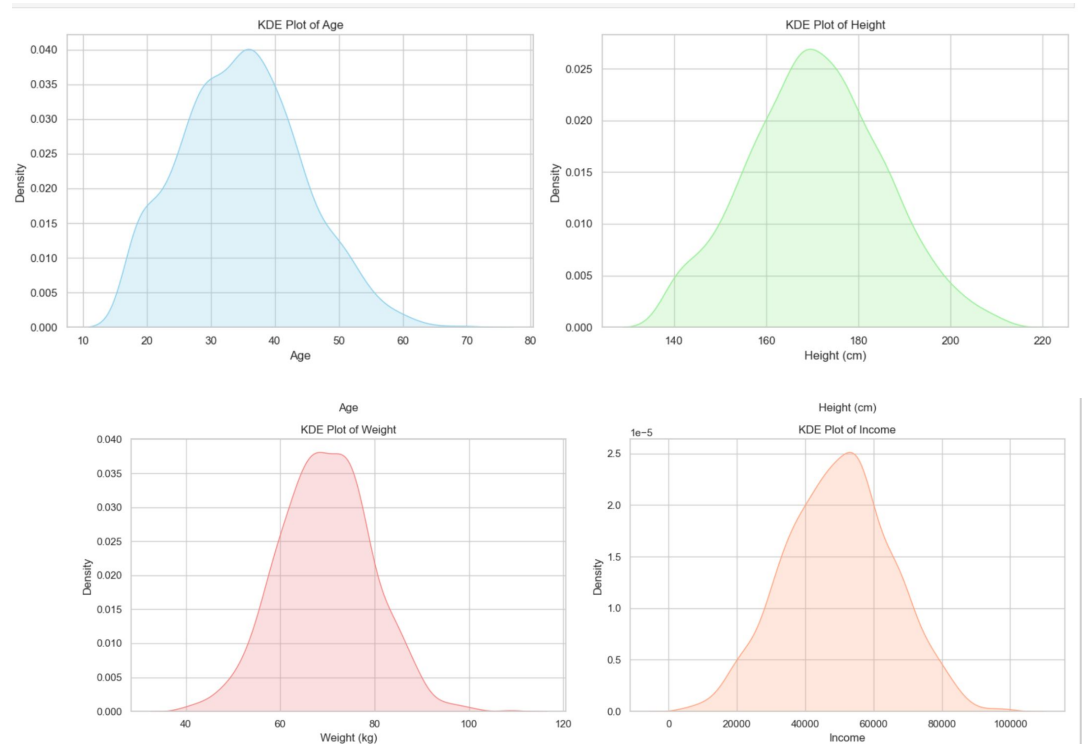 KDE Plot of Age
0.040
0.035
0.030
0.025
0.020
0.015
0.010
0.005
0.000
Density
10 20 30 40 50 60 70 80
Age
KDE Plot of Height
0.025
0.020
0.015
0.010
0.005
0.000
Density
140 160 180 200 220
Height (cm)
Age
KDE Plot of Weight
0.040
0.035
0.030
0.025
0.020
0.015
0.010
0.005
0.000
Density
40 60 80 100 120
Weight (kg)
Height (cm)
1e−5
KDE Plot of Income
2.5
2.0
1.5
1.0
0.5
0.0
Density
0 20000 40000 60000 80000 100000
Income